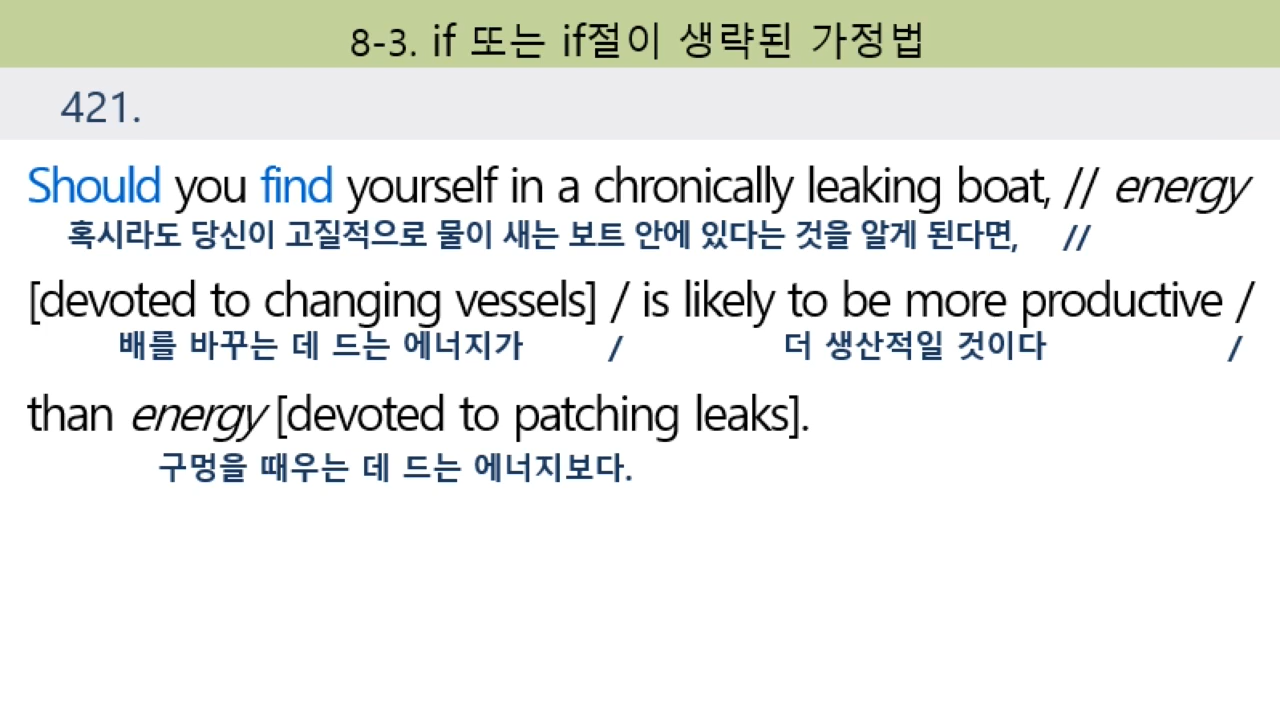 8-3. if 또는 if절이 생략된 가정법
421.
Should you find yourself in a chronically leaking boat, // energy
혹시라도 당신이 고질적으로 물이 새는 보트 안에 있다는 것을 알게 된다면, //
[devoted to changing vessels] / is likely to be more productive /
배를 바꾸는 데 드는 에너지가 / 더 생산적일 것이다 /
than energy [devoted to patching leaks].
구멍을 때우는 데 드는 에너지보다.